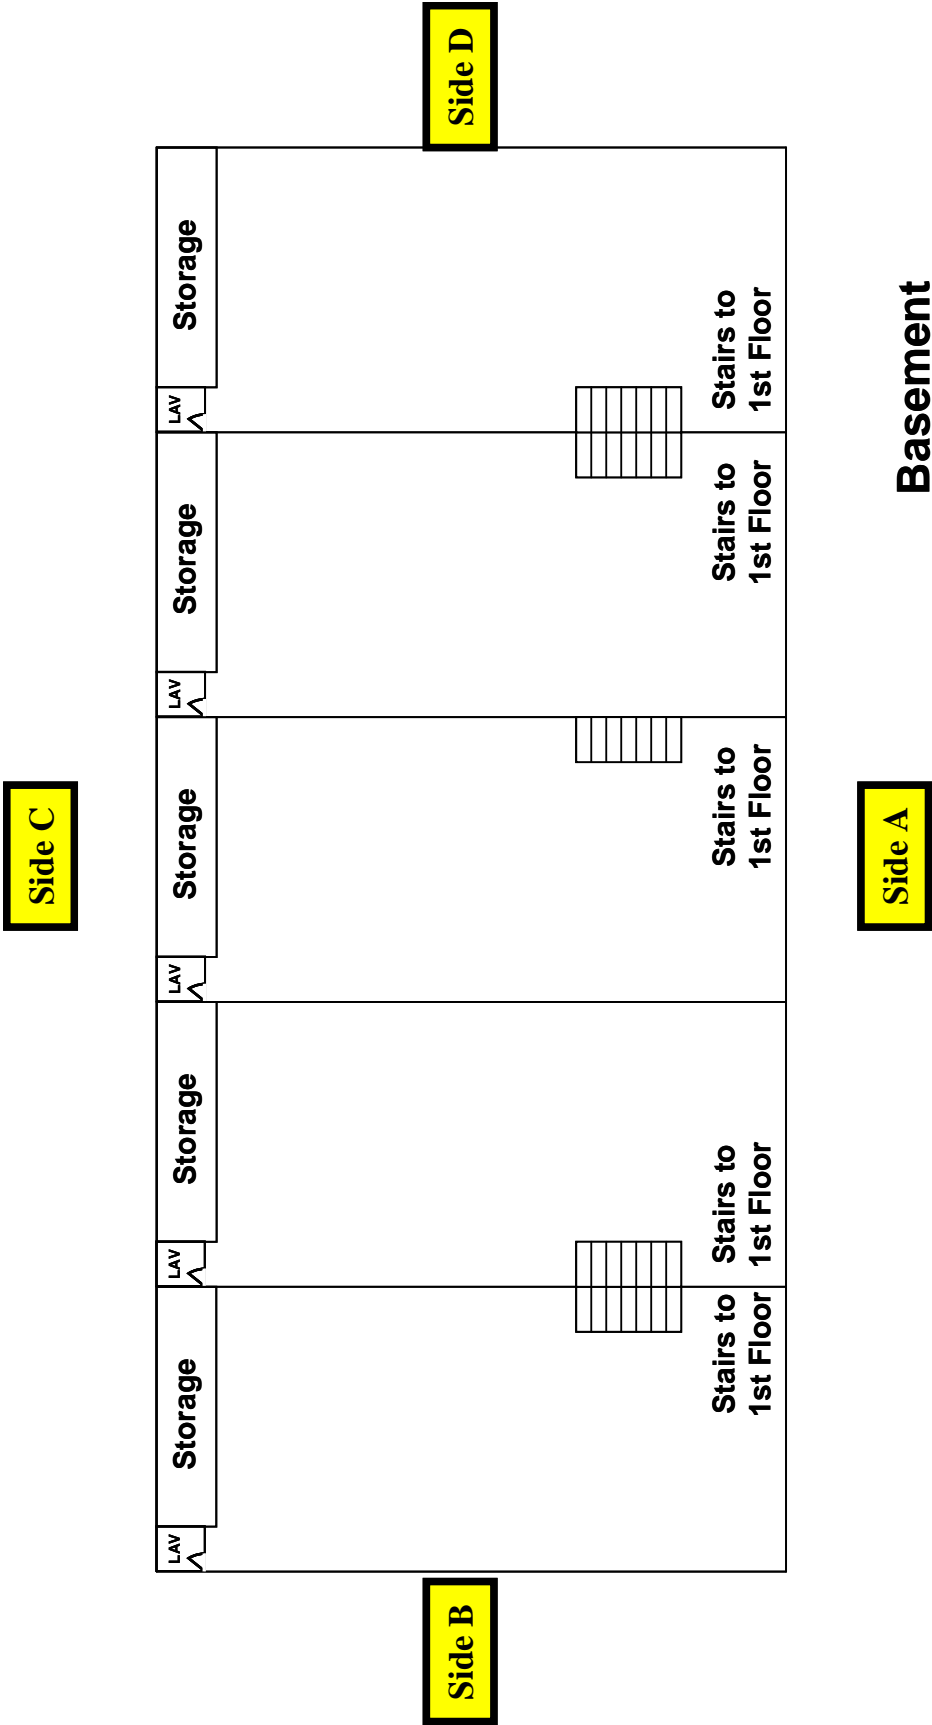 Side C
LAV
Storage
LAV
Storage
LAV
Storage
LAV
Storage
LAV
Storage
Side B
Side D
Stairs to
1st Floor
Stairs to
1st Floor
Stairs to
1st Floor
Stairs to
1st Floor
Stairs to
1st Floor
Side A
Basement